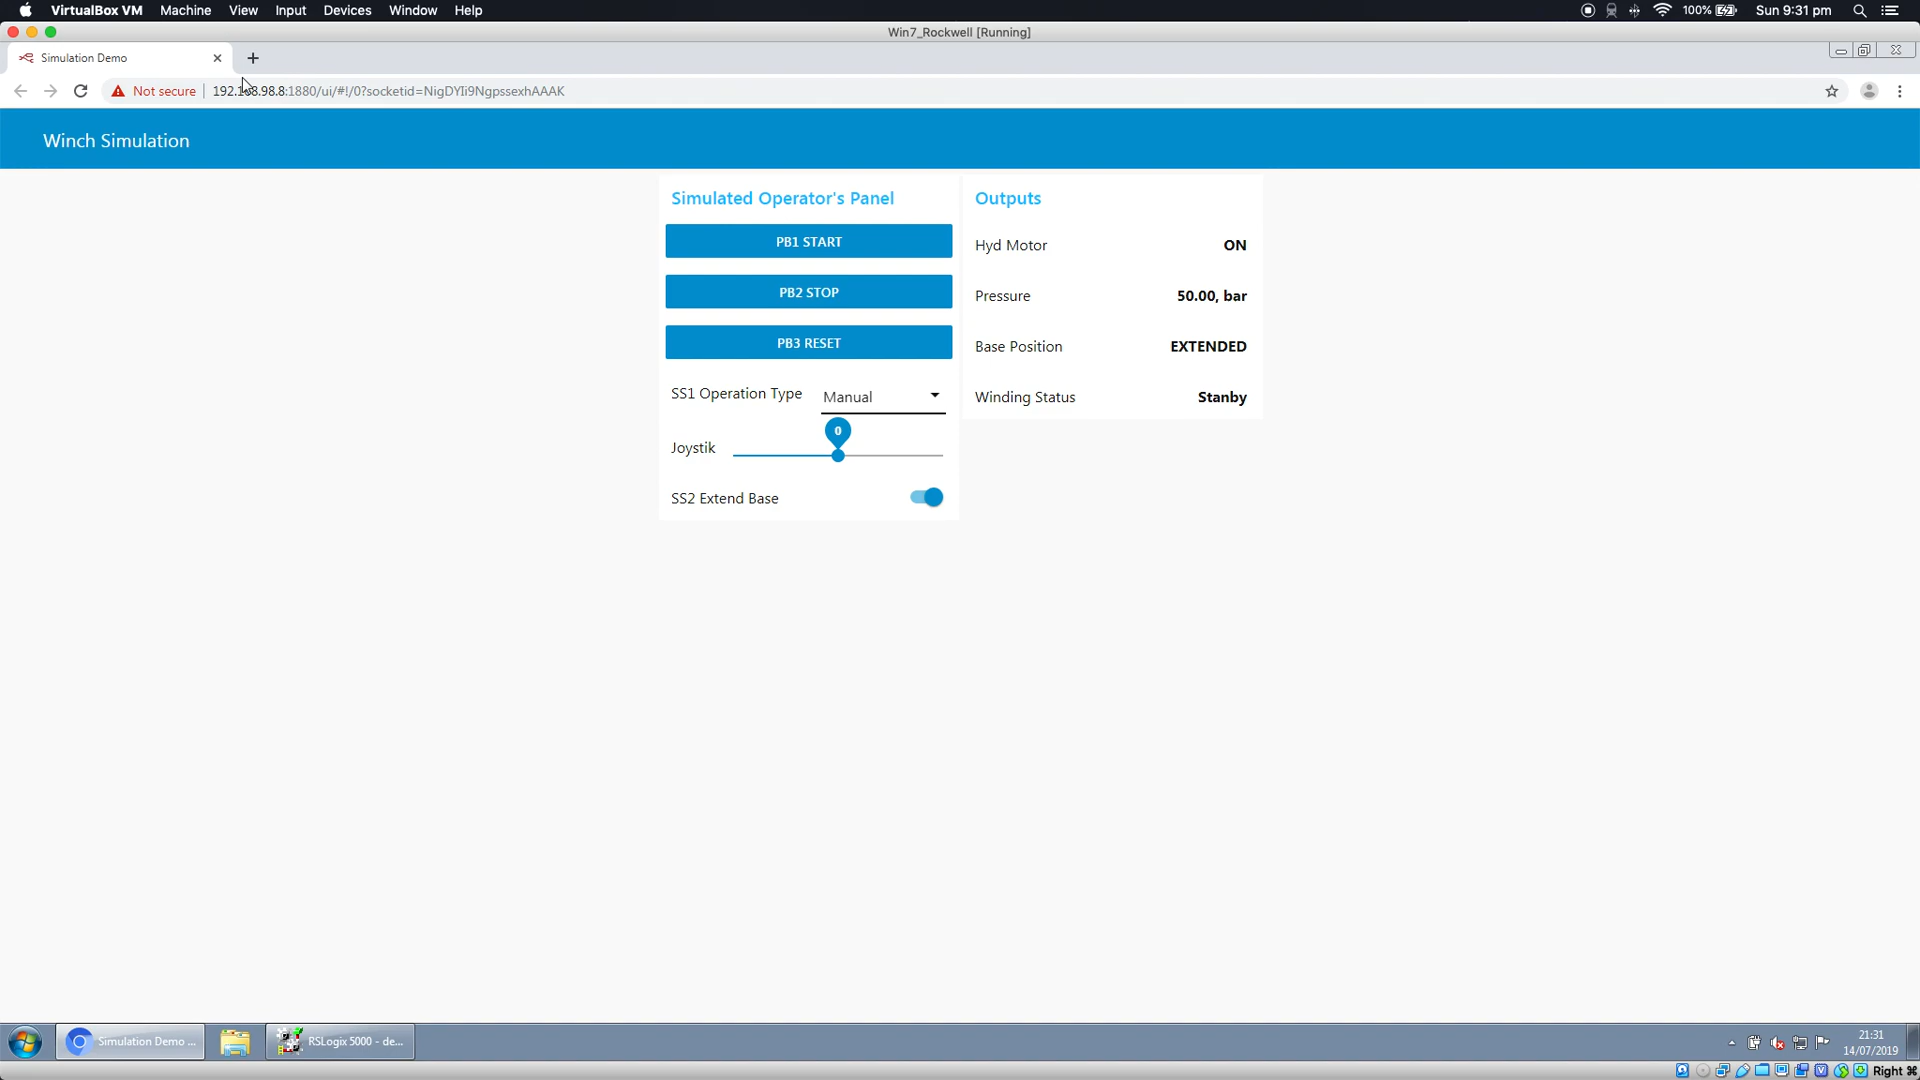 VirtualBox VM Machine View Input Devices Window Help 100% Sun 9:31 pm
Win7_Rockwell [Running]
Simulation Demo
Not secure 192.168.98.8:1880/ui/#!/0?socketid=NigDYIi9NgpssexhAAAK
Winch Simulation
Simulated Operator's Panel
PB1 START
PB2 STOP
PB3 RESET
SS1 Operation Type Manual
0
Joystik
SS2 Extend Base
Outputs
Hyd Motor ON
Pressure 50.00, bar
Base Position EXTENDED
Winding Status Stanby
Simulation Demo ... RSLogix 5000 - de... 21:31
14/07/2019
Right ⌘